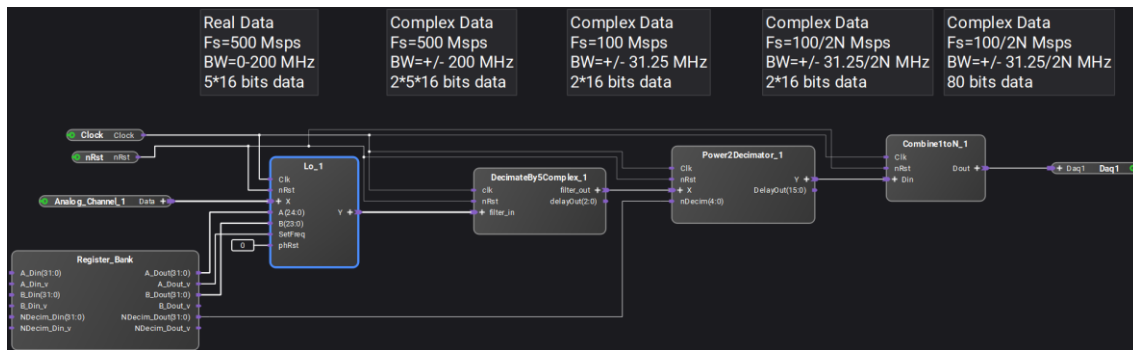 Real Data
Fs=500 Msps
BW=0-200 MHz
5*16 bits data
Complex Data
Fs=500 Msps
BW=+/- 200 MHz
2*5*16 bits data
Complex Data
Fs=100 Msps
BW=+/- 31.25 MHz
2*16 bits data
Complex Data
Fs=100/2N Msps
BW=+/- 31.25/2N MHz
2*16 bits data
Complex Data
Fs=100/2N Msps
BW=+/- 31.25/2N MHz
80 bits data
Clock Clock
nRst nRst
Analog_Channel_1 Data +
Lo_1
Clk
nRst
+ X
A(24:0) Y +
B(23:0)
SetFreq
0 phRst
DecimateBy5Complex_1
clk filter_out +
nRst delayOut(2:0)
+ filter_in
Power2Decimator_1
Clk Y +
nRst DelayOut(15:0)
+ X
nDecim(4:0)
Combine1toN_1
Clk
nRst Dout +
+ Din
+ Daq1 Daq1
Register_Bank
A_Din(31:0) A_Dout(31:0)
A_Din_v A_Dout_v
B_Din(31:0) B_Dout(31:0)
B_Din_v B_Dout_v
NDecim_Din(31:0) NDecim_Dout(31:0)
NDecim_Din_v NDecim_Dout_v